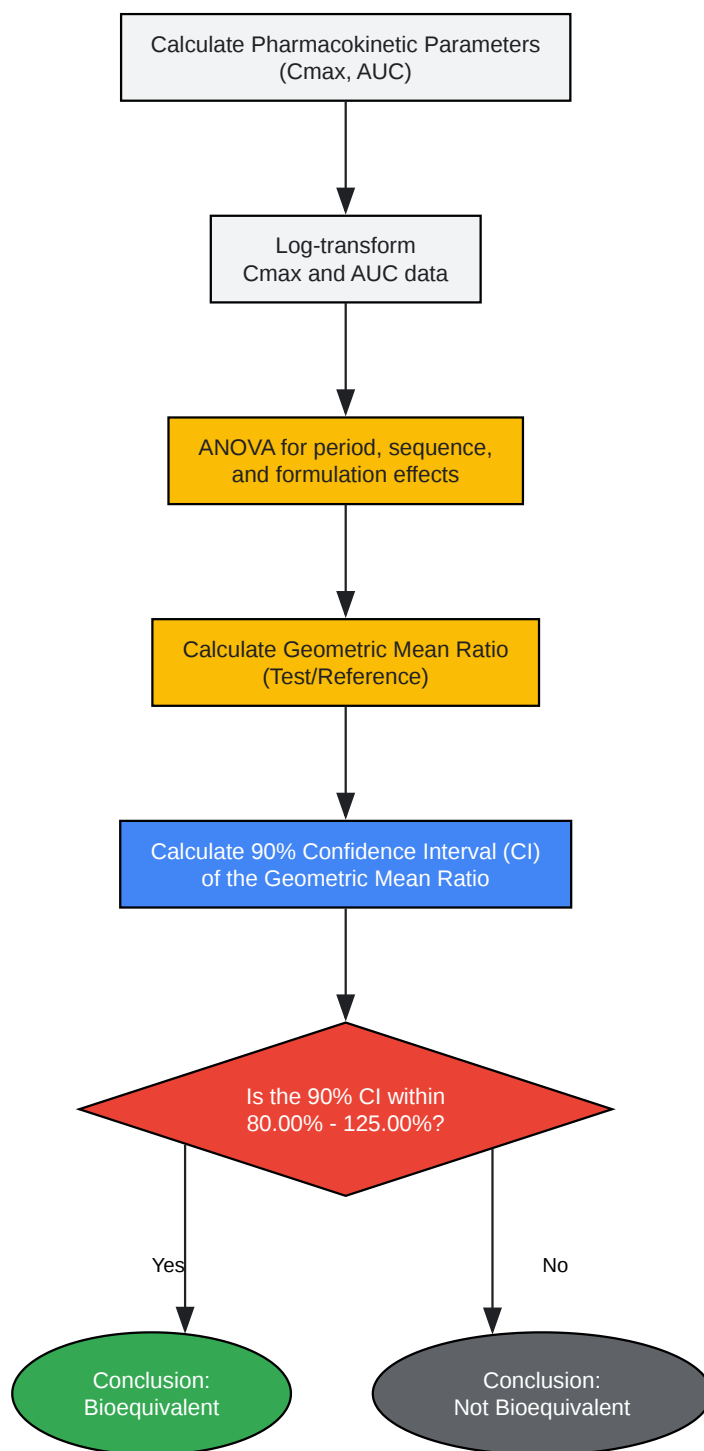 Calculate Pharmacokinetic Parameters
(Cmax, AUC)
Log-transform
Cmax and AUC data
ANOVA for period, sequence,
and formulation effects
Calculate Geometric Mean Ratio
(Test/Reference)
Calculate 90% Confidence Interval (CI)
of the Geometric Mean Ratio
Is the 90% CI within
80.00% - 125.00%?
Yes
No
Conclusion:
Bioequivalent
Conclusion:
Not Bioequivalent